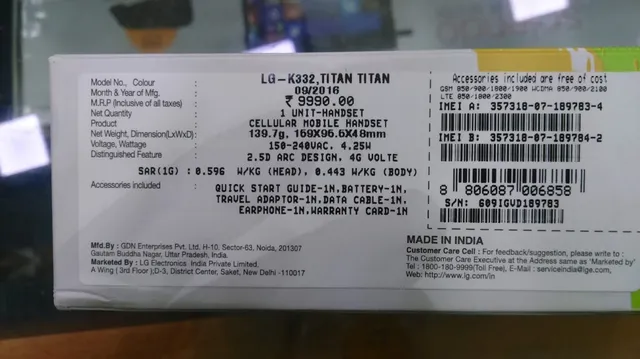 Model No., Colour : LG-K332,TITAN TITAN
Month & Year of Mfg. : 09/2016
M.R.P (Inclusive of all taxes) : ₹ 9990.00
Net Quantity : 1 UNIT-HANDSET
Product : CELLULAR MOBILE HANDSET
Net Weight, Dimension(LxWxD) : 139.7g, 159X96.6X48mm
Voltage, Wattage : 150-240VAC, 4.25W
Distinguished Feature : 2.5D ARC DESIGN, 4G VOLTE
SAR(1G) : 0.596 W/KG (HEAD), 0.443 W/KG (BODY)
Accessories included : QUICK START GUIDE-1N,BATTERY-1N,
TRAVEL ADAPTOR-1N,DATA CABLE-1N,
EARPHONE-1N,WARRANTY CARD-1N
Mfd.By : GDN Enterprises Pvt. Ltd, H-10, Sector-63, Noida, 201307
Gautam Buddha Nagar, Uttar Pradesh, India.
Marketed By : LG Electronics India Private Limited,
A Wing ( 3rd Floor );D-3, District Center, Saket, New Delhi -110017
Accessories included are free of cost
GSM 850/900/1800/1900 WCDMA 850/900/2100
LTE 850/1800/2300
IMEI A: 357318-07-189783-4
IMEI B: 357318-07-189784-2
8 806087 006858
S/N: 609IGVD189783
MADE IN INDIA
Customer Care Cell : For feedback/suggestion, please write to :
The Customer Care Executive at the Address same as 'Marketed by'
Tel : 1800-180-9999(Toll Free), E-Mail : serviceindia@lge.com,
Web: http://www.lg.com/in